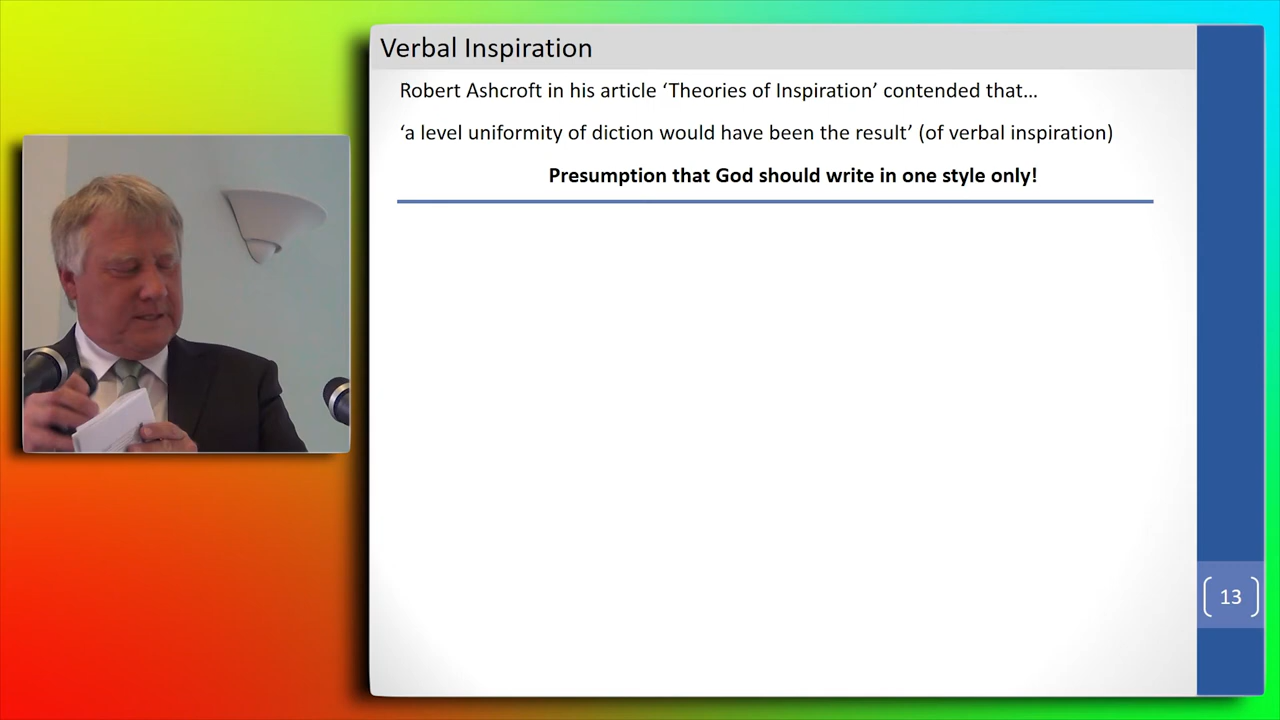 Verbal Inspiration
Robert Ashcroft in his article ‘Theories of Inspiration’ contended that…
‘a level uniformity of diction would have been the result’ (of verbal inspiration)
Presumption that God should write in one style only!
13